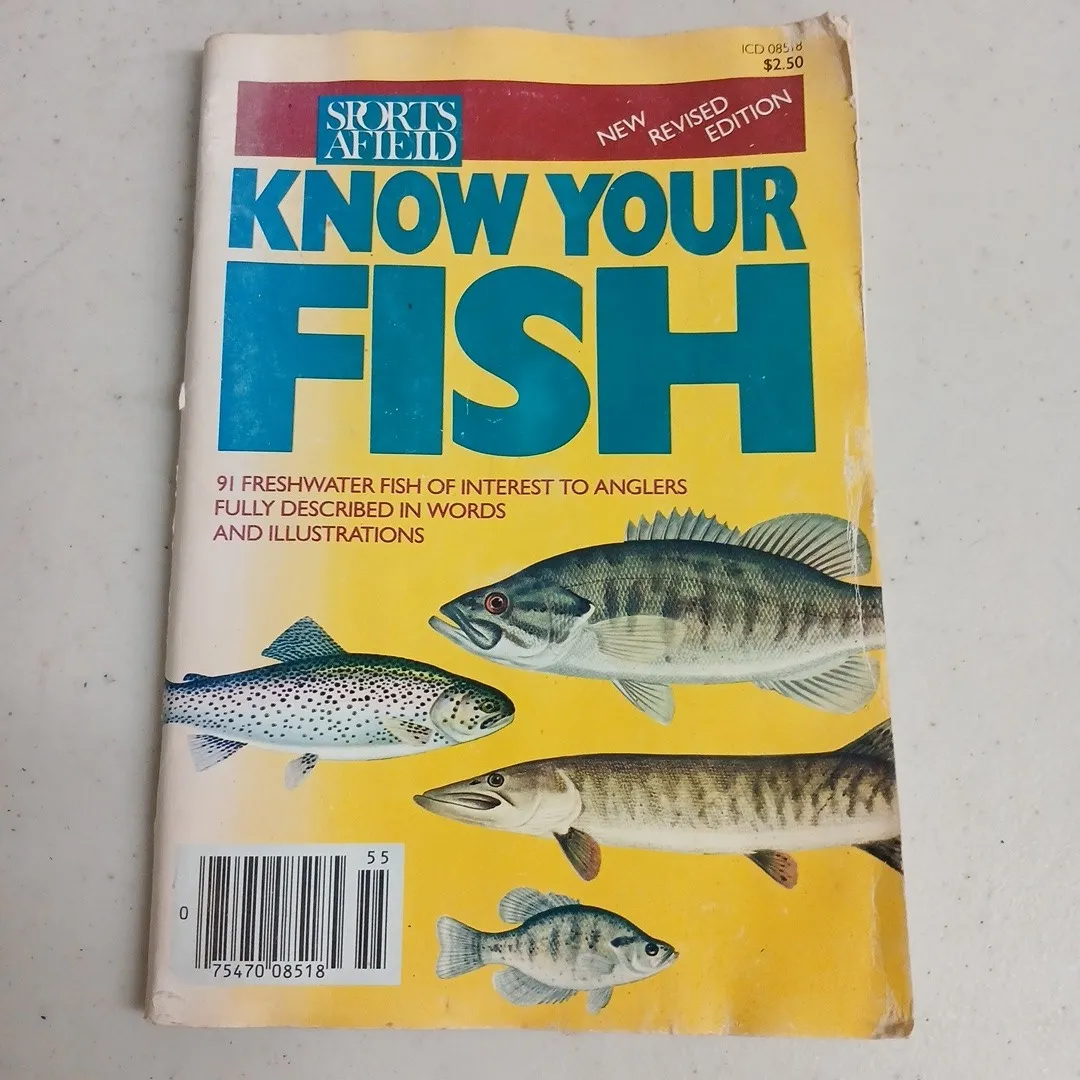 ICD 08518
$2.50
SPORTS
AFIELD
NEW
REVISED
EDITION
KNOW YOUR
FISH
91 FRESHWATER FISH OF INTEREST TO ANGLERS
FULLY DESCRIBED IN WORDS
AND ILLUSTRATIONS
55
0
75470 08518